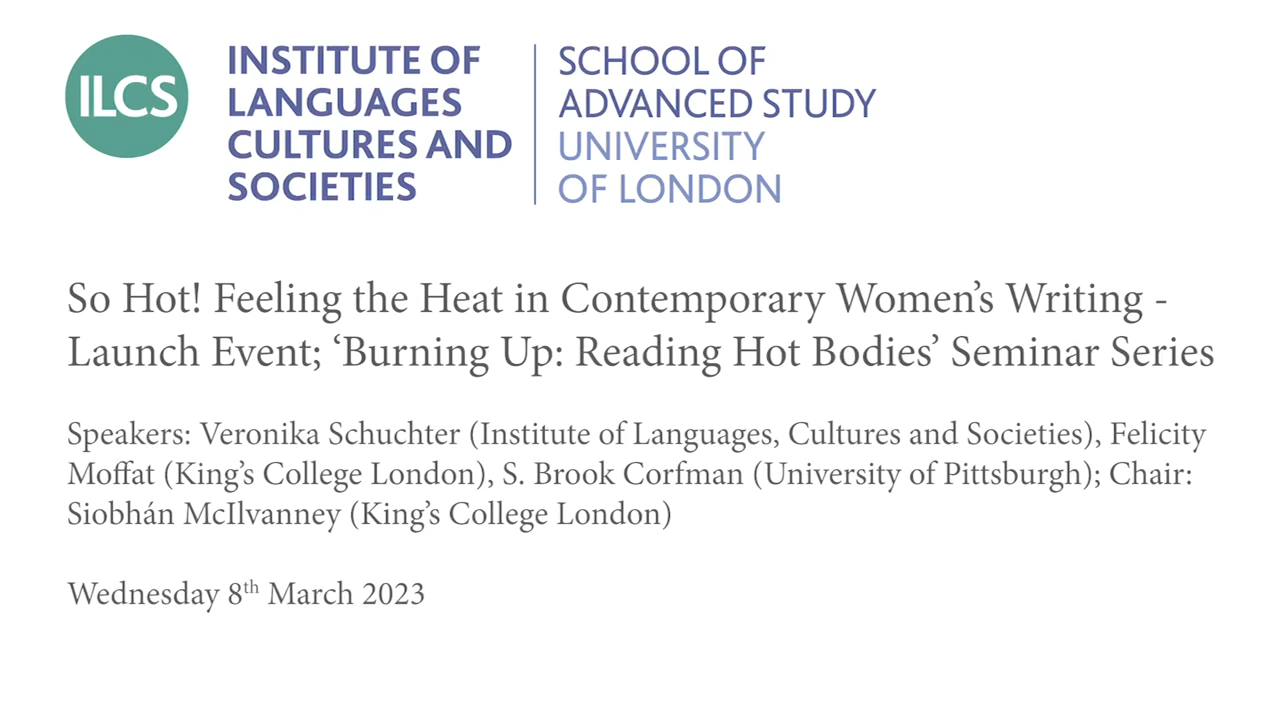 ILCS
INSTITUTE OF
LANGUAGES
CULTURES AND
SOCIETIES
SCHOOL OF
ADVANCED STUDY
UNIVERSITY
OF LONDON
So Hot! Feeling the Heat in Contemporary Women’s Writing -
Launch Event; ‘Burning Up: Reading Hot Bodies’ Seminar Series
Speakers: Veronika Schuchter (Institute of Languages, Cultures and Societies), Felicity
Moffat (King’s College London), S. Brook Corfman (University of Pittsburgh); Chair:
Siobhán McIlvanney (King’s College London)
Wednesday 8th March 2023